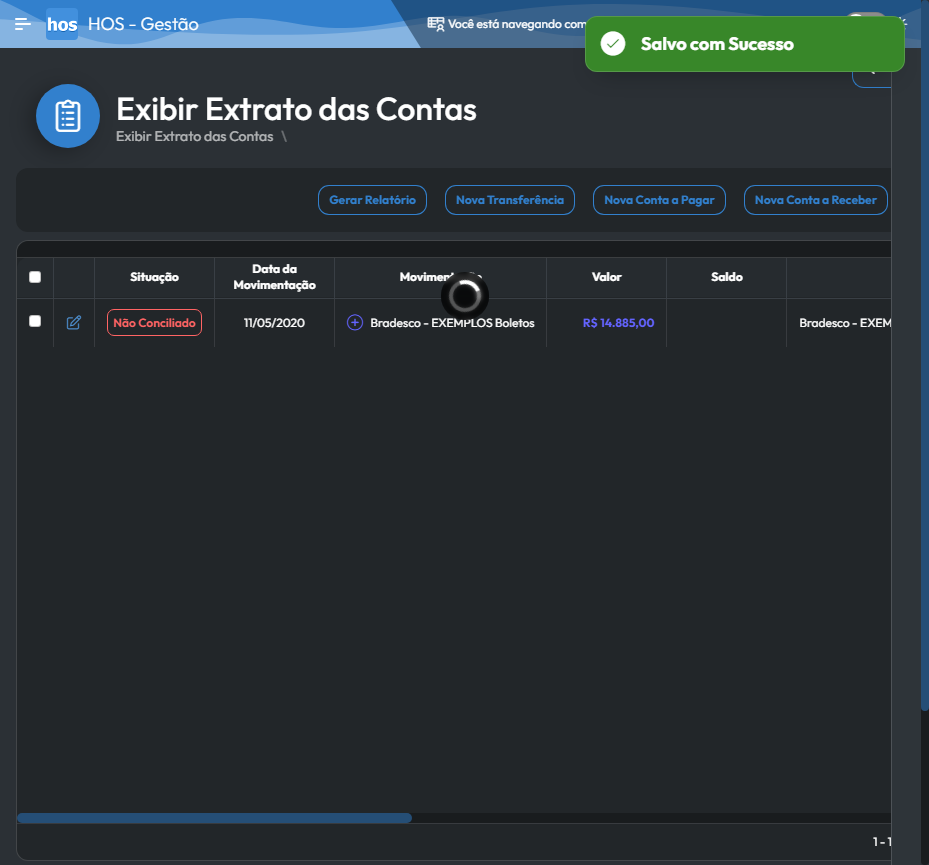 hos HOS - Gestão
Você está navegando com
Salvo com Sucesso
Exibir Extrato das Contas
Exibir Extrato das Contas \
Gerar Relatório
Nova Transferência
Nova Conta a Pagar
Nova Conta a Receber
Situação
Data da
Movimentação
Valor
Saldo
Não Conciliado
11/05/2020
Bradesco - EXEMPLOS Boletos
R$ 14.885,00
Bradesco - EXEM
1 - 1